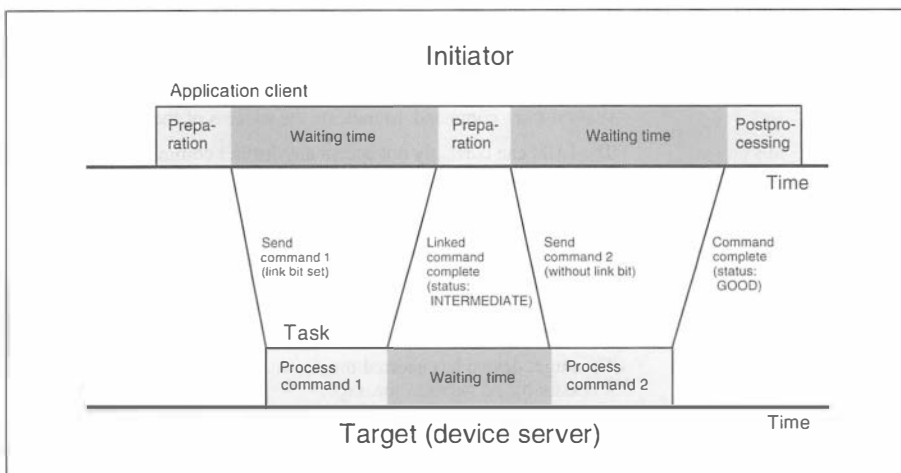 Initiator
Application client
Prepa-
ration
Waiting time
Prepa-
ration
Waiting time
Postpro-
cessing
Time
Send
command 1
(link bit set)
Linked
command
complete
(status:
INTERMEDIATE)
Send
command 2
(without link bit)
Command
complete
(status:
GOOD)
Task
Process
command 1
Waiting time
Process
command 2
Time
Target (device server)